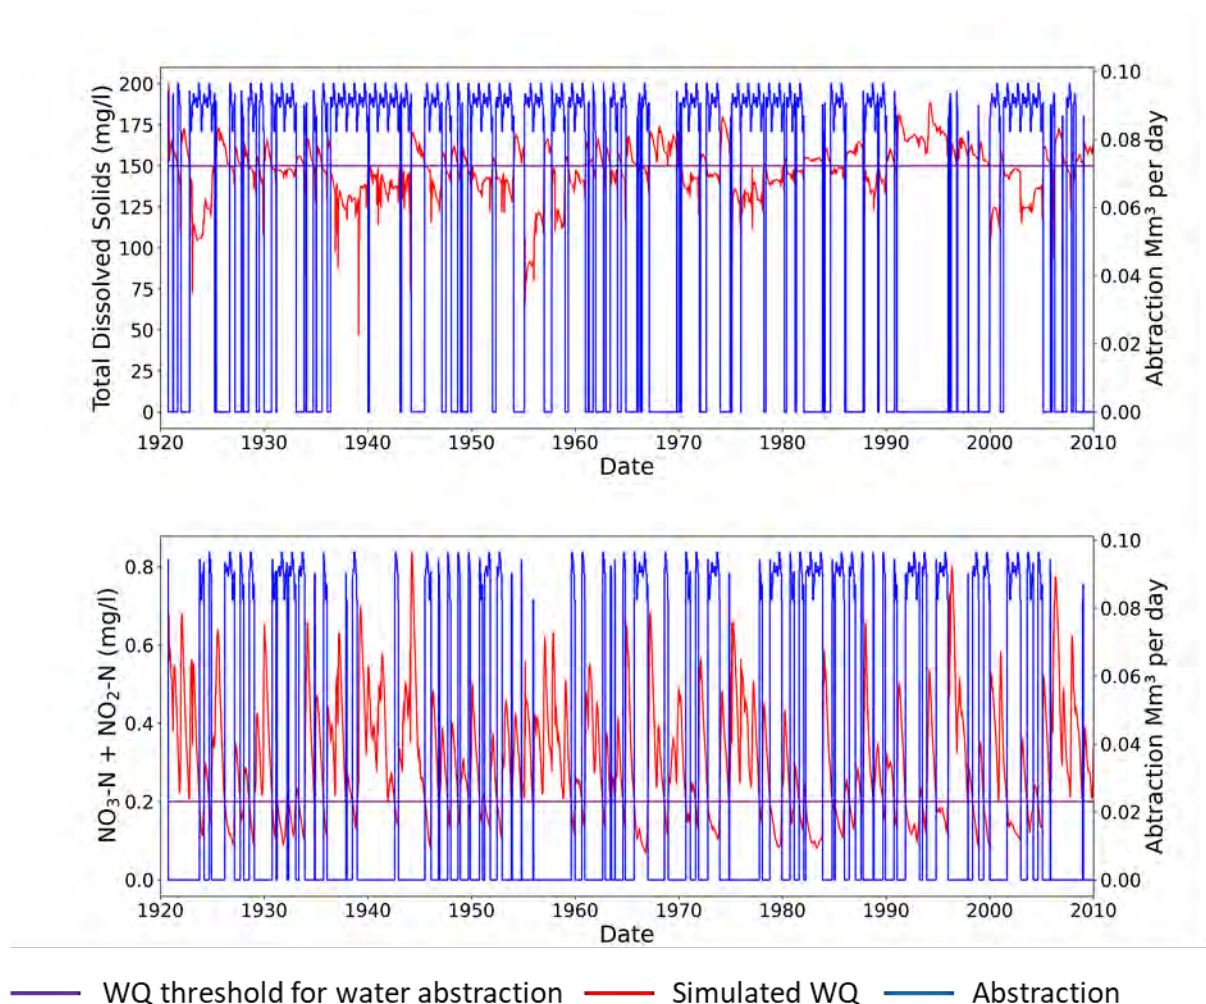 200
175
150
125
100
75
50
25
0
Total Dissolved Solids (mg/l)
0.10
0.08
0.06
0.04
0.02
0.00
Abtraction Mm³ per day
1920 1930 1940 1950 1960 1970 1980 1990 2000 2010
Date
0.8
0.6
0.4
0.2
0.0
NO₃-N + NO₂-N (mg/l)
0.10
0.08
0.06
0.04
0.02
0.00
Abtraction Mm³ per day
1920 1930 1940 1950 1960 1970 1980 1990 2000 2010
Date
WQ threshold for water abstraction Simulated WQ Abstraction